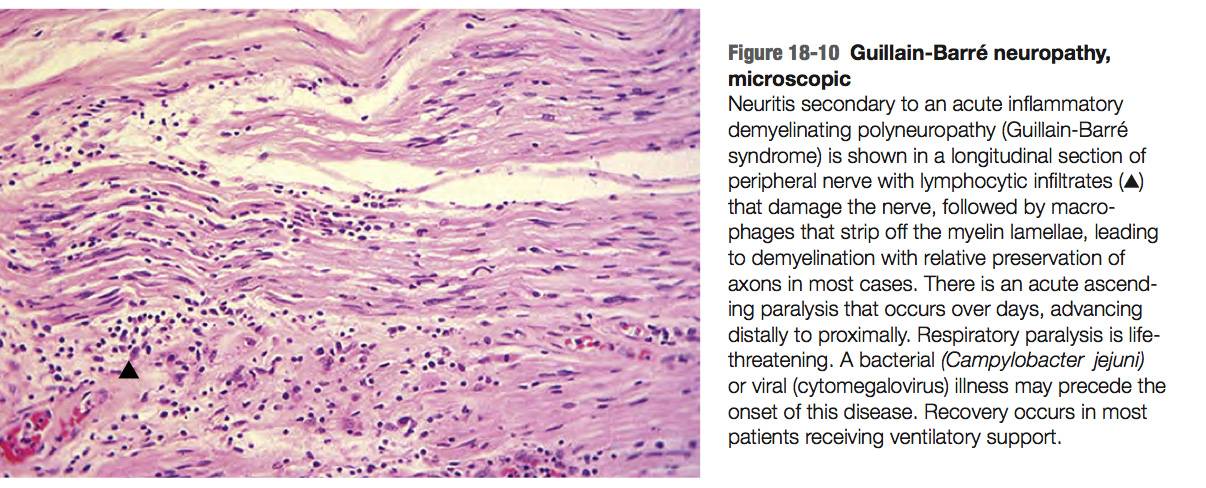 Figure 18-10 Guillain-Barré neuropathy,
microscopic
Neuritis secondary to an acute inflammatory
demyelinating polyneuropathy (Guillain-Barré
syndrome) is shown in a longitudinal section of
peripheral nerve with lymphocytic infiltrates (▲)
that damage the nerve, followed by macro-
phages that strip off the myelin lamellae, leading
to demyelination with relative preservation of
axons in most cases. There is an acute ascend-
ing paralysis that occurs over days, advancing
distally to proximally. Respiratory paralysis is life-
threatening. A bacterial (Campylobacter jejuni)
or viral (cytomegalovirus) illness may precede the
onset of this disease. Recovery occurs in most
patients receiving ventilatory support.